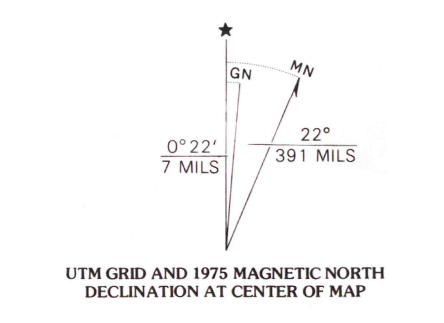 ★
GN
MN
0°22′
7 MILS
22°
391 MILS
UTM GRID AND 1975 MAGNETIC NORTH
DECLINATION AT CENTER OF MAP